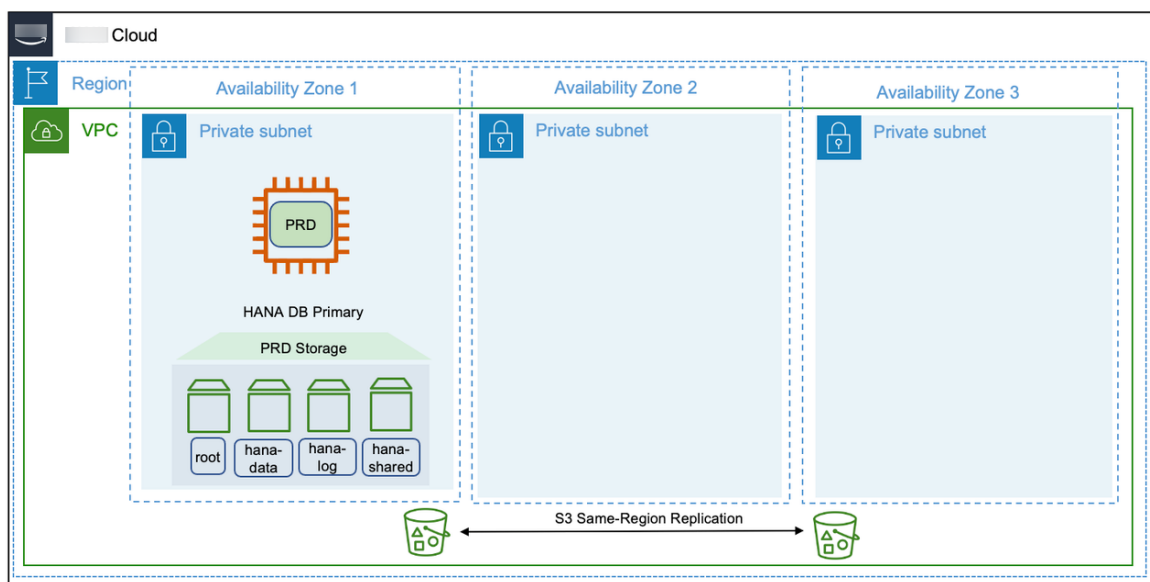 Cloud
Region
Availability Zone 1
Availability Zone 2
Availability Zone 3
VPC
Private subnet
Private subnet
Private subnet
PRD
HANA DB Primary
PRD Storage
root
hana-
data
hana-
log
hana-
shared
S3 Same-Region Replication